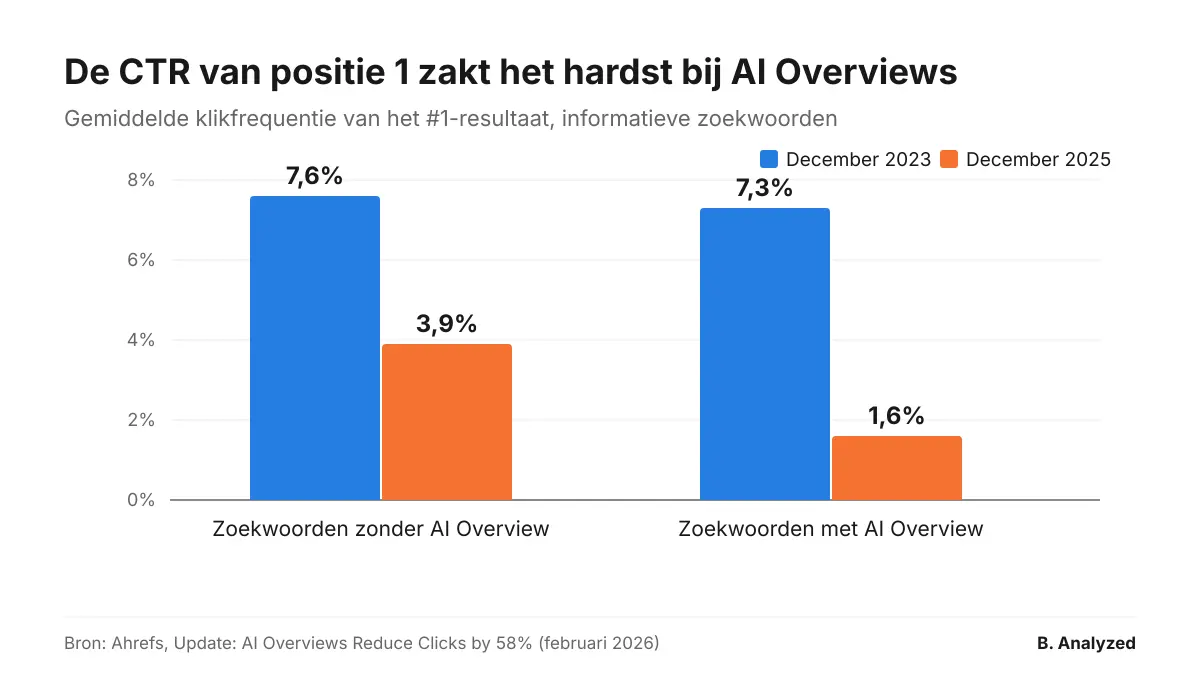 De CTR van positie 1 zakt het hardst bij AI Overviews
Gemiddelde klikfrequentie van het #1-resultaat, informatieve zoekwoorden
December 2023
December 2025
8%
6%
4%
2%
0%
7,6%
3,9%
7,3%
1,6%
Zoekwoorden zonder AI Overview
Zoekwoorden met AI Overview
Bron: Ahrefs, Update: AI Overviews Reduce Clicks by 58% (februari 2026)
B. Analyzed